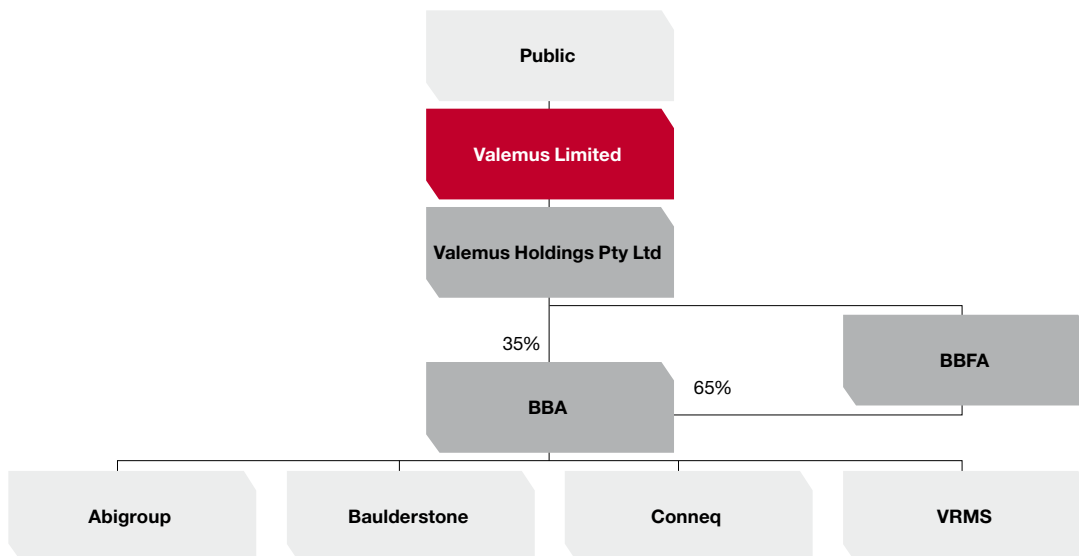 Public
Valemus Limited
Valemus Holdings Pty Ltd
35%
BBFA
65%
BBA
Abigroup
Baulderstone
Conneq
VRMS